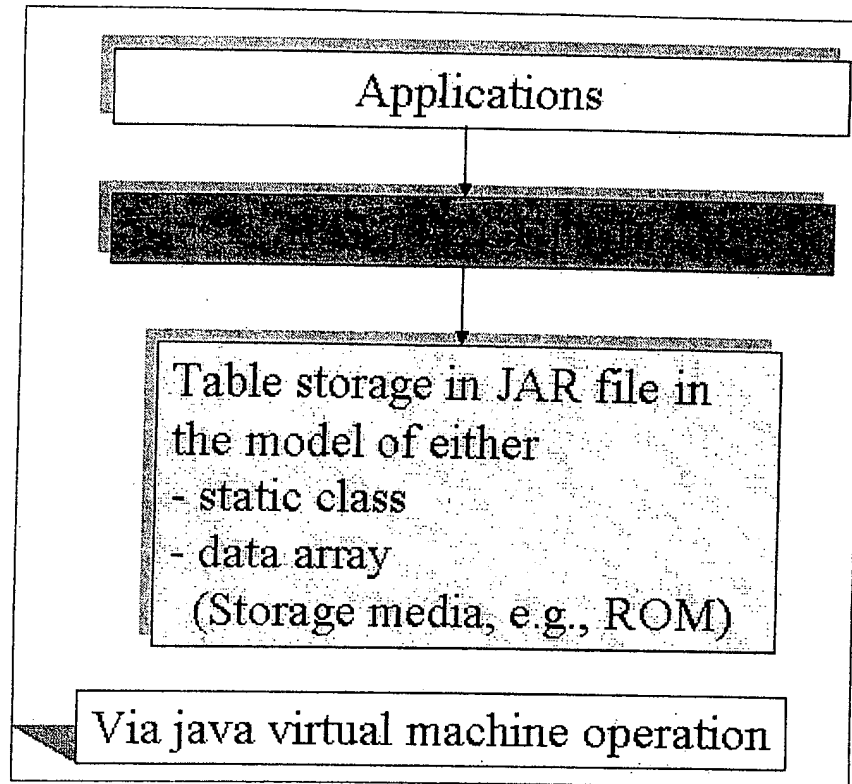 Applications
Table storage in JAR file in
the model of either
- static class
- data array
(Storage media, e.g., ROM)
Via java virtual machine operation